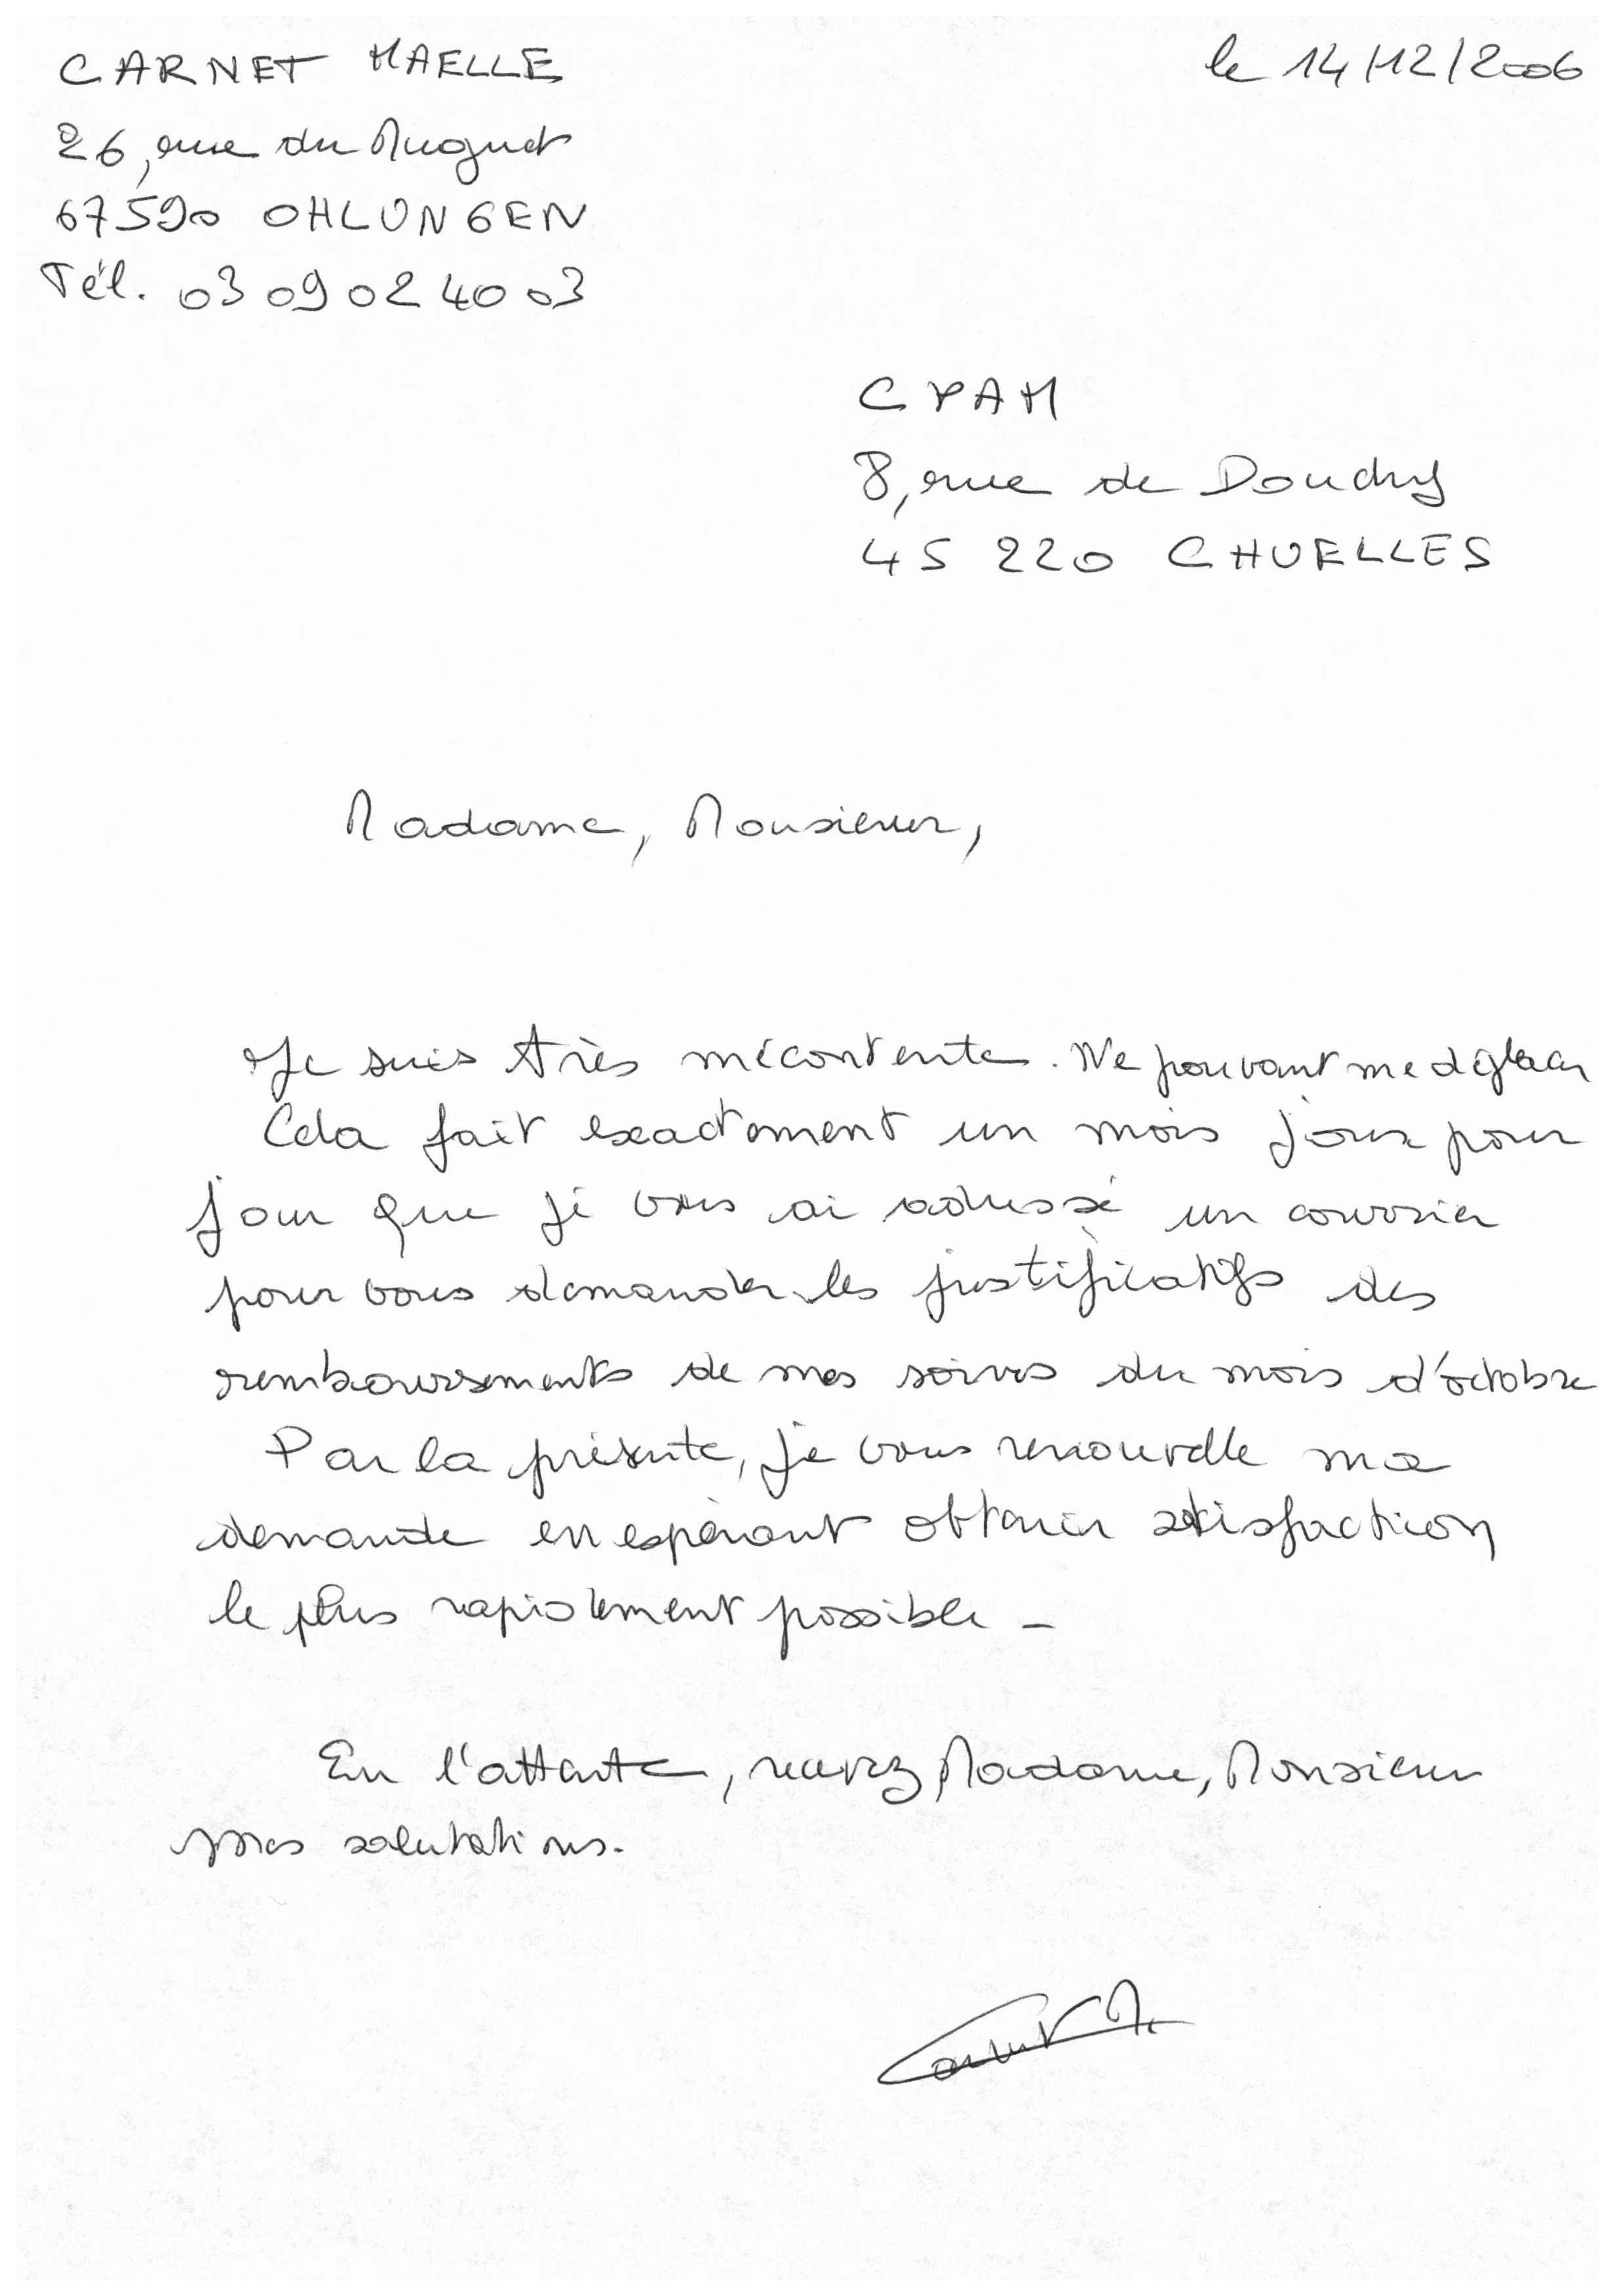 CARNET MAELLE
le 14/12/2006
26, rue du Muguet
67590 OHLUNGEN
Tél. 03 09 02 40 03
CPAM
8, rue de Douchy
45 220 CHUELLES
Madame, Monsieur,
Je suis très mécontente. Ne pouvant me déplacer
Cela fait exactement un mois jour pour
jour que je vous ai adressé un courrier
pour vous demander les justificatifs des
remboursements de mes soins du mois d'octobre
Par la présente, je vous renouvelle ma
demande en espérant obtenir satisfaction
le plus rapidement possible -
En l'attente, recevez Madame, Monsieur
mes salutations.
Carnet M.